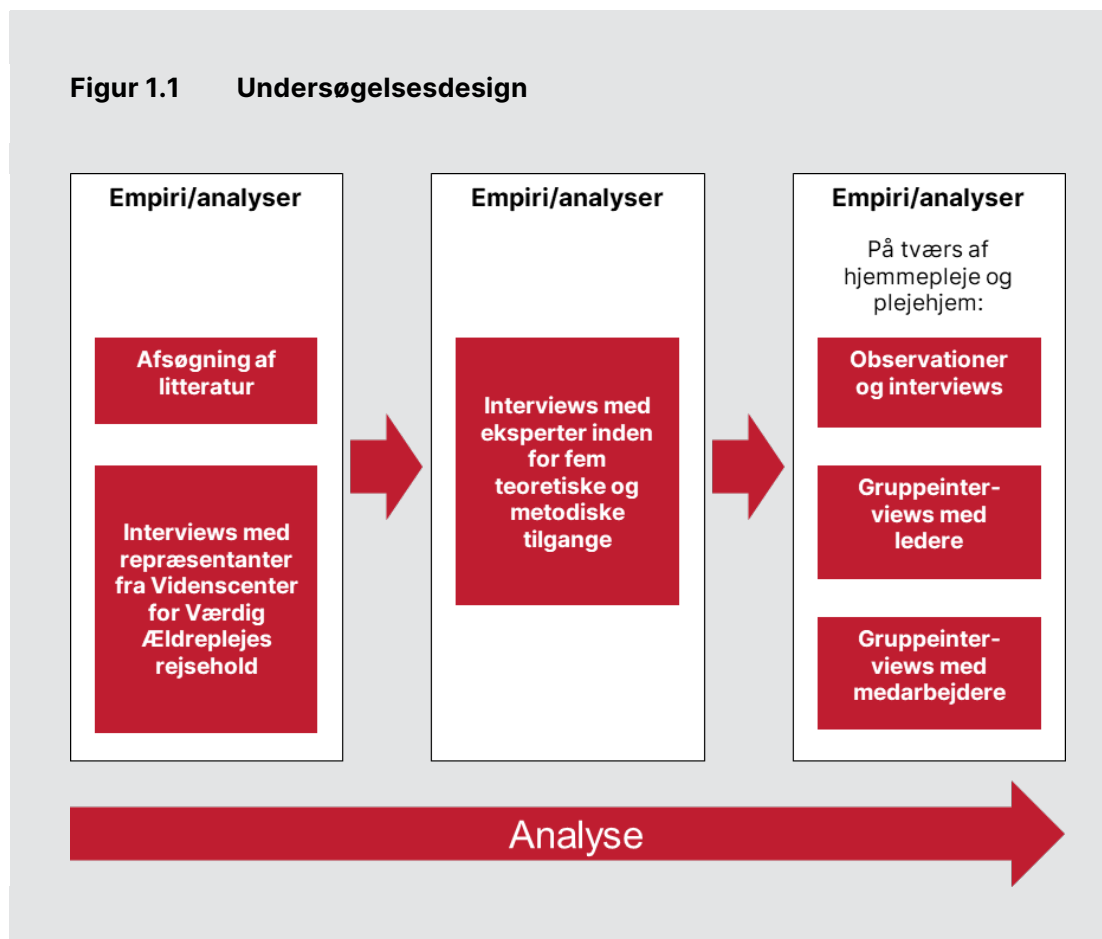 Figur 1.1 Undersøgelsesdesign
Empiri/analyser
Afsøgning af
litteratur
Interviews med
repræsentanter
fra Videnscenter
for Værdig
Ældreplejes
rejsehold
Empiri/analyser
Interviews med
eksperter inden
for fem
teoretiske og
metodiske
tilgange
Empiri/analyser
På tværs af
hjemmepleje og
plejehjem:
Observationer
og interviews
Gruppeinter-
views med
ledere
Gruppeinter-
views med
medarbejdere
Analyse